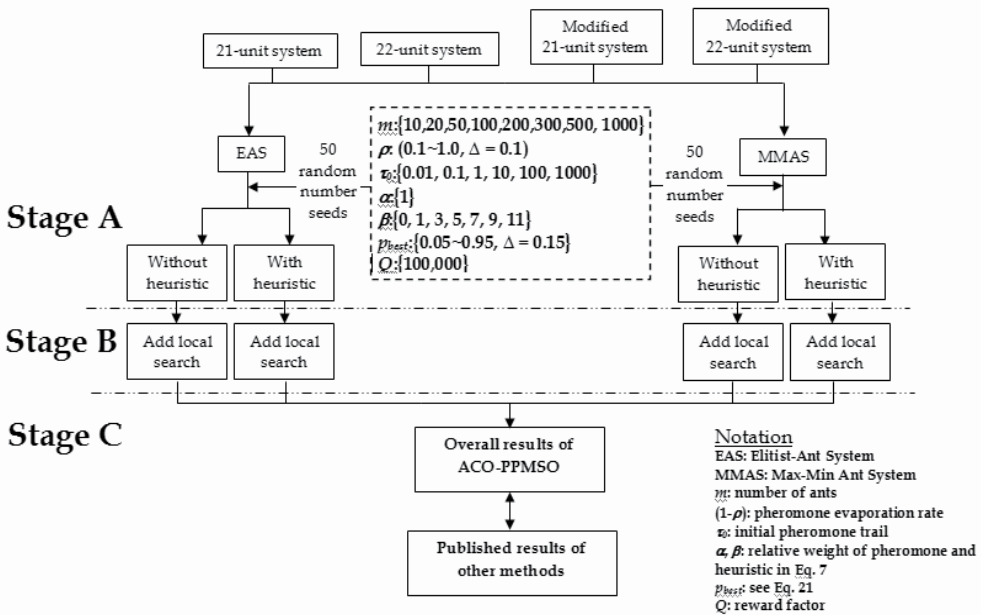 21-unit system
22-unit system
Modified
21-unit system
Modified
22-unit system
EAS
50
random
number
seeds
m:{10,20,50,100,200,300,500, 1000}
ρ: (0.1~1.0, Δ = 0.1)
τ0:{0.01, 0.1, 1, 10, 100, 1000}
α:{1}
β:{0, 1, 3, 5, 7, 9, 11}
pbest:{0.05~0.95, Δ = 0.15}
Q:{100,000}
50
random
number
seeds
MMAS
Stage A
Without
heuristic
With
heuristic
Without
heuristic
With
heuristic
Stage B
Add local
search
Add local
search
Add local
search
Add local
search
Stage C
Overall results of
ACO-PPMSO
Published results of
other methods
Notation
EAS: Elitist-Ant System
MMAS: Max-Min Ant System
m: number of ants
(1-ρ): pheromone evaporation rate
τ0: initial pheromone trail
α, β: relative weight of pheromone and
heuristic in Eq. 7
pbest: see Eq. 21
Q: reward factor